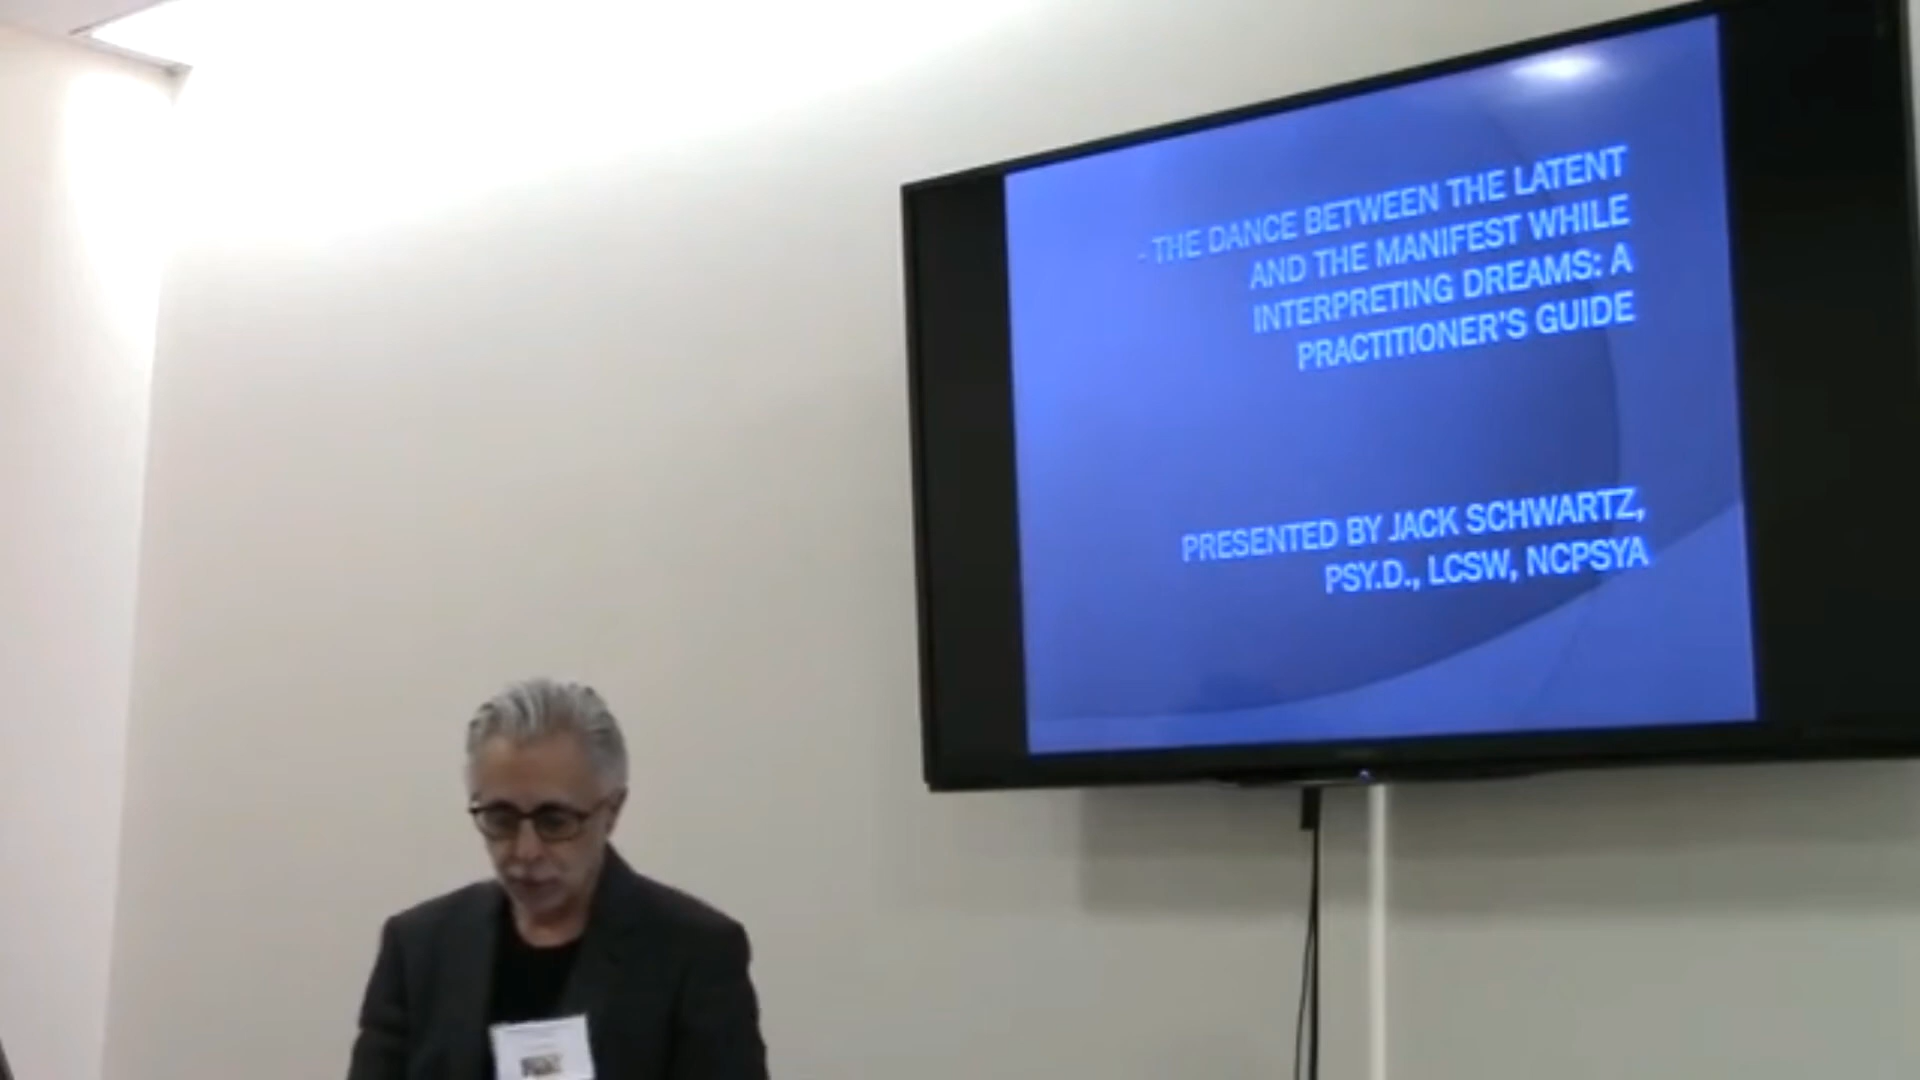 - THE DANCE BETWEEN THE LATENT
AND THE MANIFEST WHILE
INTERPRETING DREAMS: A
PRACTITIONER'S GUIDE
PRESENTED BY JACK SCHWARTZ,
PSY.D., LCSW, NCPSYA